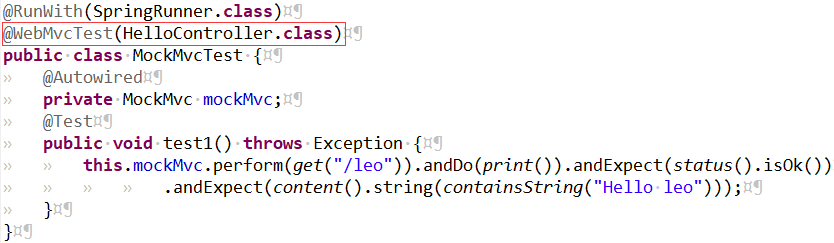 @RunWith(SpringRunner.class)¤¶
@WebMvcTest(HelloController.class)¤¶
public·class·MockMvcTest·{¤¶
» @Autowired¤¶
» private·MockMvc·mockMvc;¤¶
» @Test¤¶
» public·void·test1()·throws·Exception·{¤¶
» » this.mockMvc.perform(get("/leo")).andDo(print()).andExpect(status().isOk())¤¶
» » » » .andExpect(content().string(containsString("Hello·leo")));¤¶
» }¤¶
}¤¶